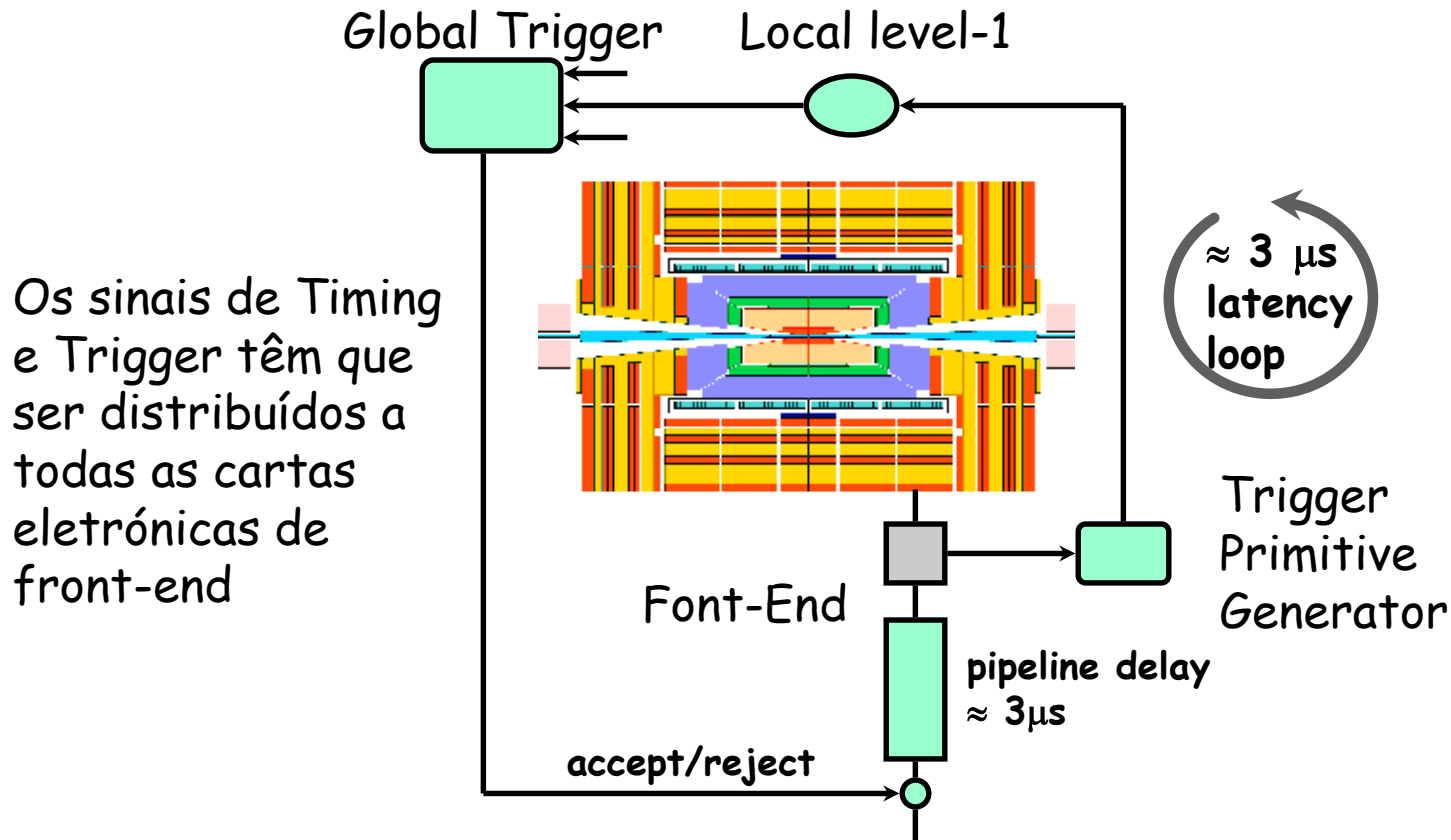 Global Trigger
Local level-1
Os sinais de Timing
e Trigger têm que
ser distribuídos a
todas as cartas
eletrónicas de
front-end
≈ 3 μs
latency
loop
Trigger
Primitive
Generator
Font-End
pipeline delay
≈ 3μs
accept/reject